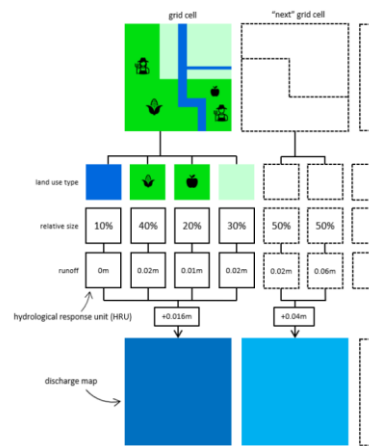 grid cell
"next" grid cell
land use type
relative size
10% 40% 20% 30% 50% 50%
runoff
0m 0.02m 0.01m 0.02m 0.02m 0.06m
hydrological response unit (HRU)
+0.016m
+0.04m
discharge map